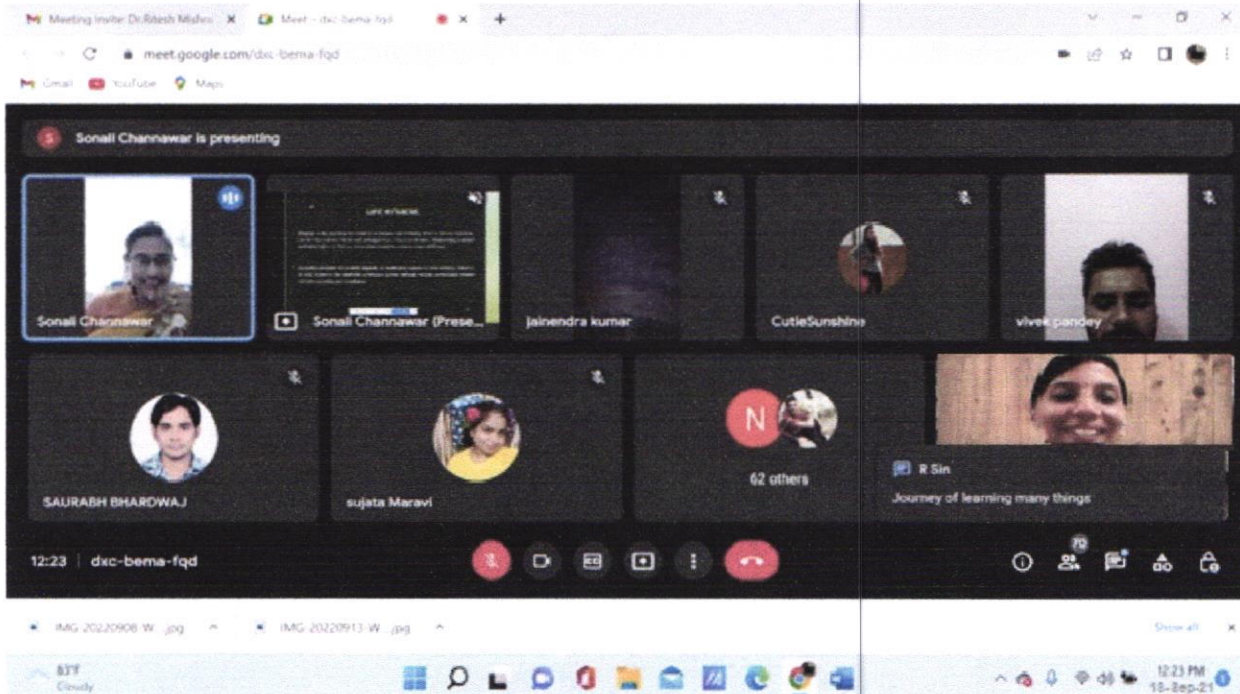 Meeting invite: Dr.Ritesh Mishra
Meet - dxc-bema-fqd
meet.google.com/dxc-bema-fqd
Gmail YouTube Maps
S Sonali Channawar is presenting
Sonali Channawar
Sonali Channawar (Prese...
jainendra kumar
CutieSunshine
vivek pandey
SAURABH BHARDWAJ
sujata Maravi
N
62 others
R Sin
Journey of learning many things
12:23 | dxc-bema-fqd
70
IMG-20220908-W...jpg
IMG-20220913-W...jpg
Show all
83°F
Cloudy
12:23 PM